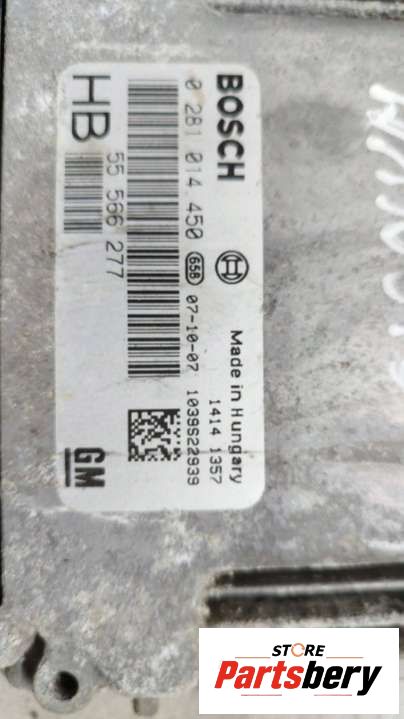 BOSCH
0 281 014 450 658 07-10-07 1039S22939
Made in Hungary
1414 1357
HB
55 566 277
GM
STORE
Partsbery